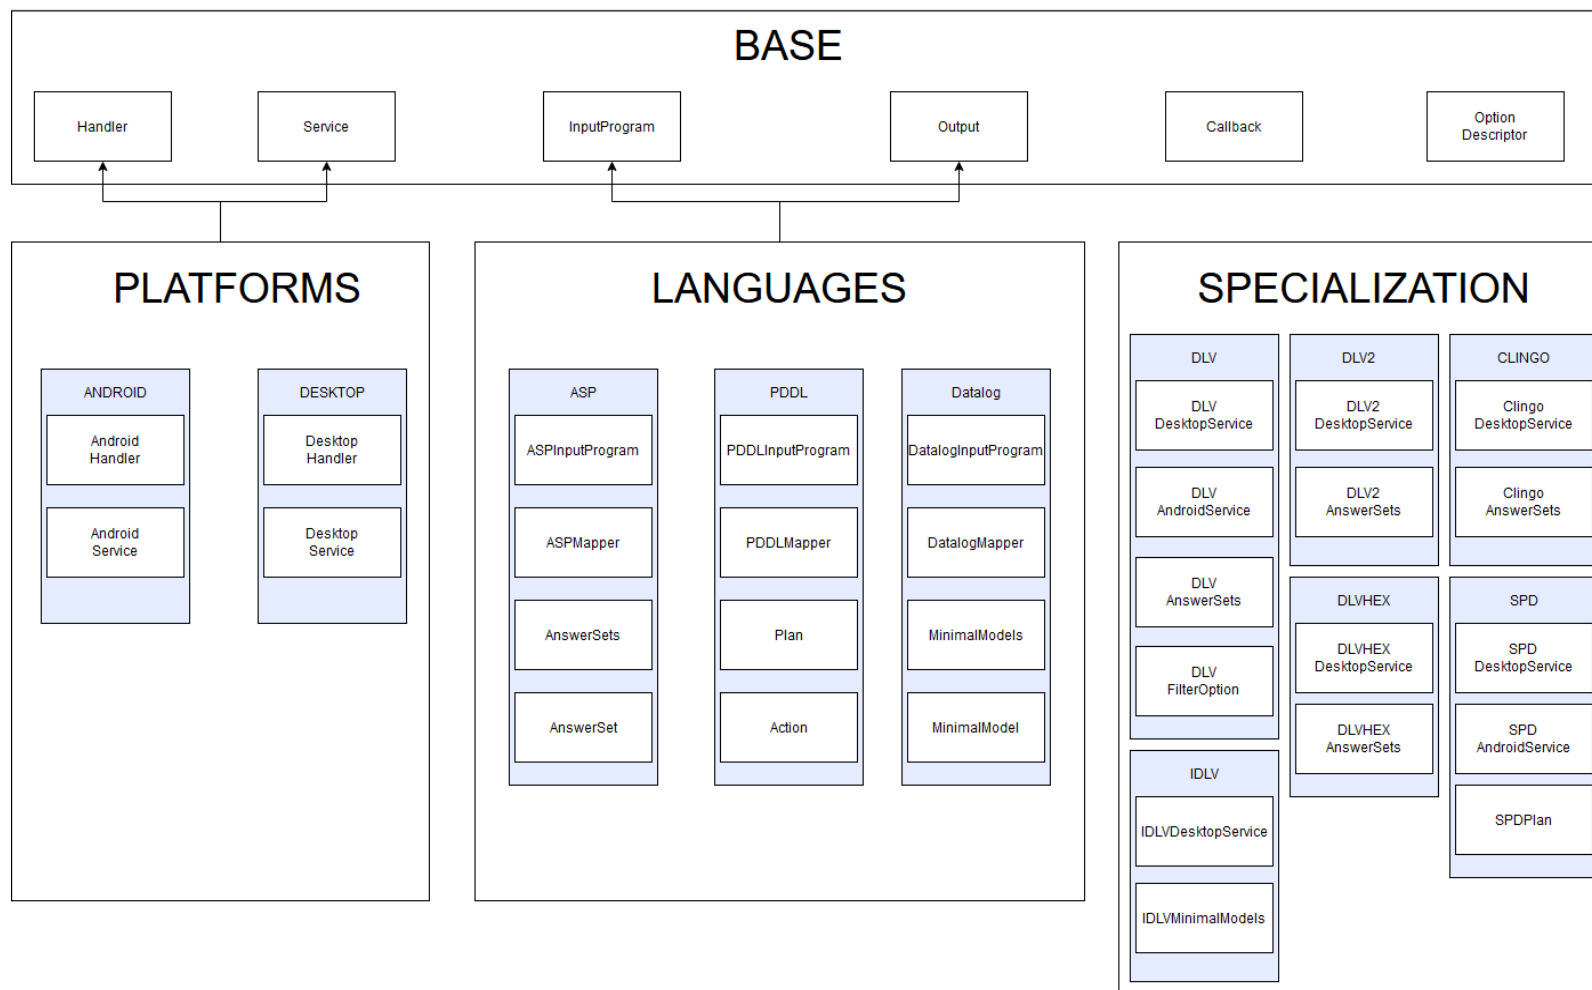 BASE
Handler
Service
InputProgram
Output
Callback
Option
Descriptor
PLATFORMS
ANDROID
Android
Handler
Android
Service
DESKTOP
Desktop
Handler
Desktop
Service
LANGUAGES
ASP
ASPInputProgram
ASPMapper
AnswerSets
AnswerSet
PDDL
PDDLInputProgram
PDDLMapper
Plan
Action
Datalog
DatalogInputProgram
DatalogMapper
MinimalModels
MinimalModel
SPECIALIZATION
DLV
DLV
DesktopService
DLV
AndroidService
DLV
AnswerSets
DLV
FilterOption
IDLV
IDLVDesktopService
IDLVMinimalModels
DLV2
DLV2
DesktopService
DLV2
AnswerSets
DLVHEX
DLVHEX
DesktopService
DLVHEX
AnswerSets
CLINGO
Clingo
DesktopService
Clingo
AnswerSets
SPD
SPD
DesktopService
SPD
AndroidService
SPDPlan